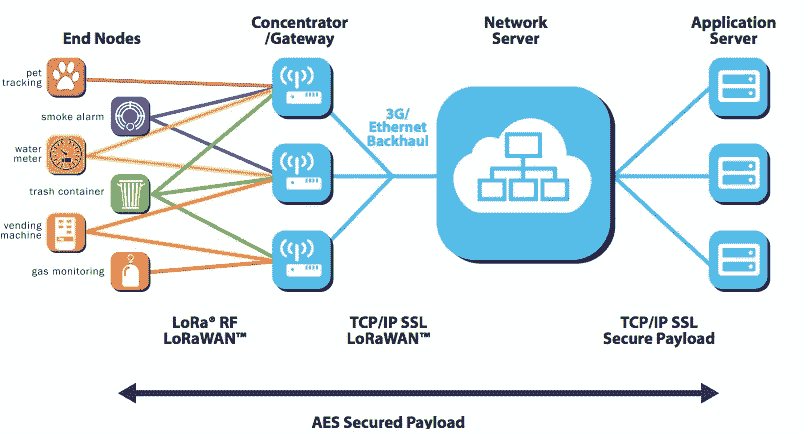 End Nodes
Concentrator
/Gateway
Network
Server
Application
Server
pet
tracking
smoke alarm
water
meter
trash container
vending
machine
gas monitoring
3G/
Ethernet
Backhaul
LoRa® RF
LoRaWAN™
TCP/IP SSL
LoRaWAN™
TCP/IP SSL
Secure Payload
AES Secured Payload